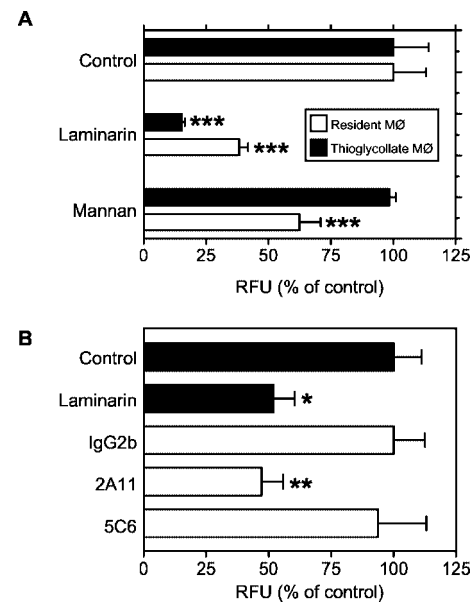 A
Control
Laminarin
***
***
Resident MØ
Thioglycollate MØ
Mannan
***
0 25 50 75 100 125
RFU (% of control)
B
Control
Laminarin
*
IgG2b
2A11
**
5C6
0 25 50 75 100 125
RFU (% of control)